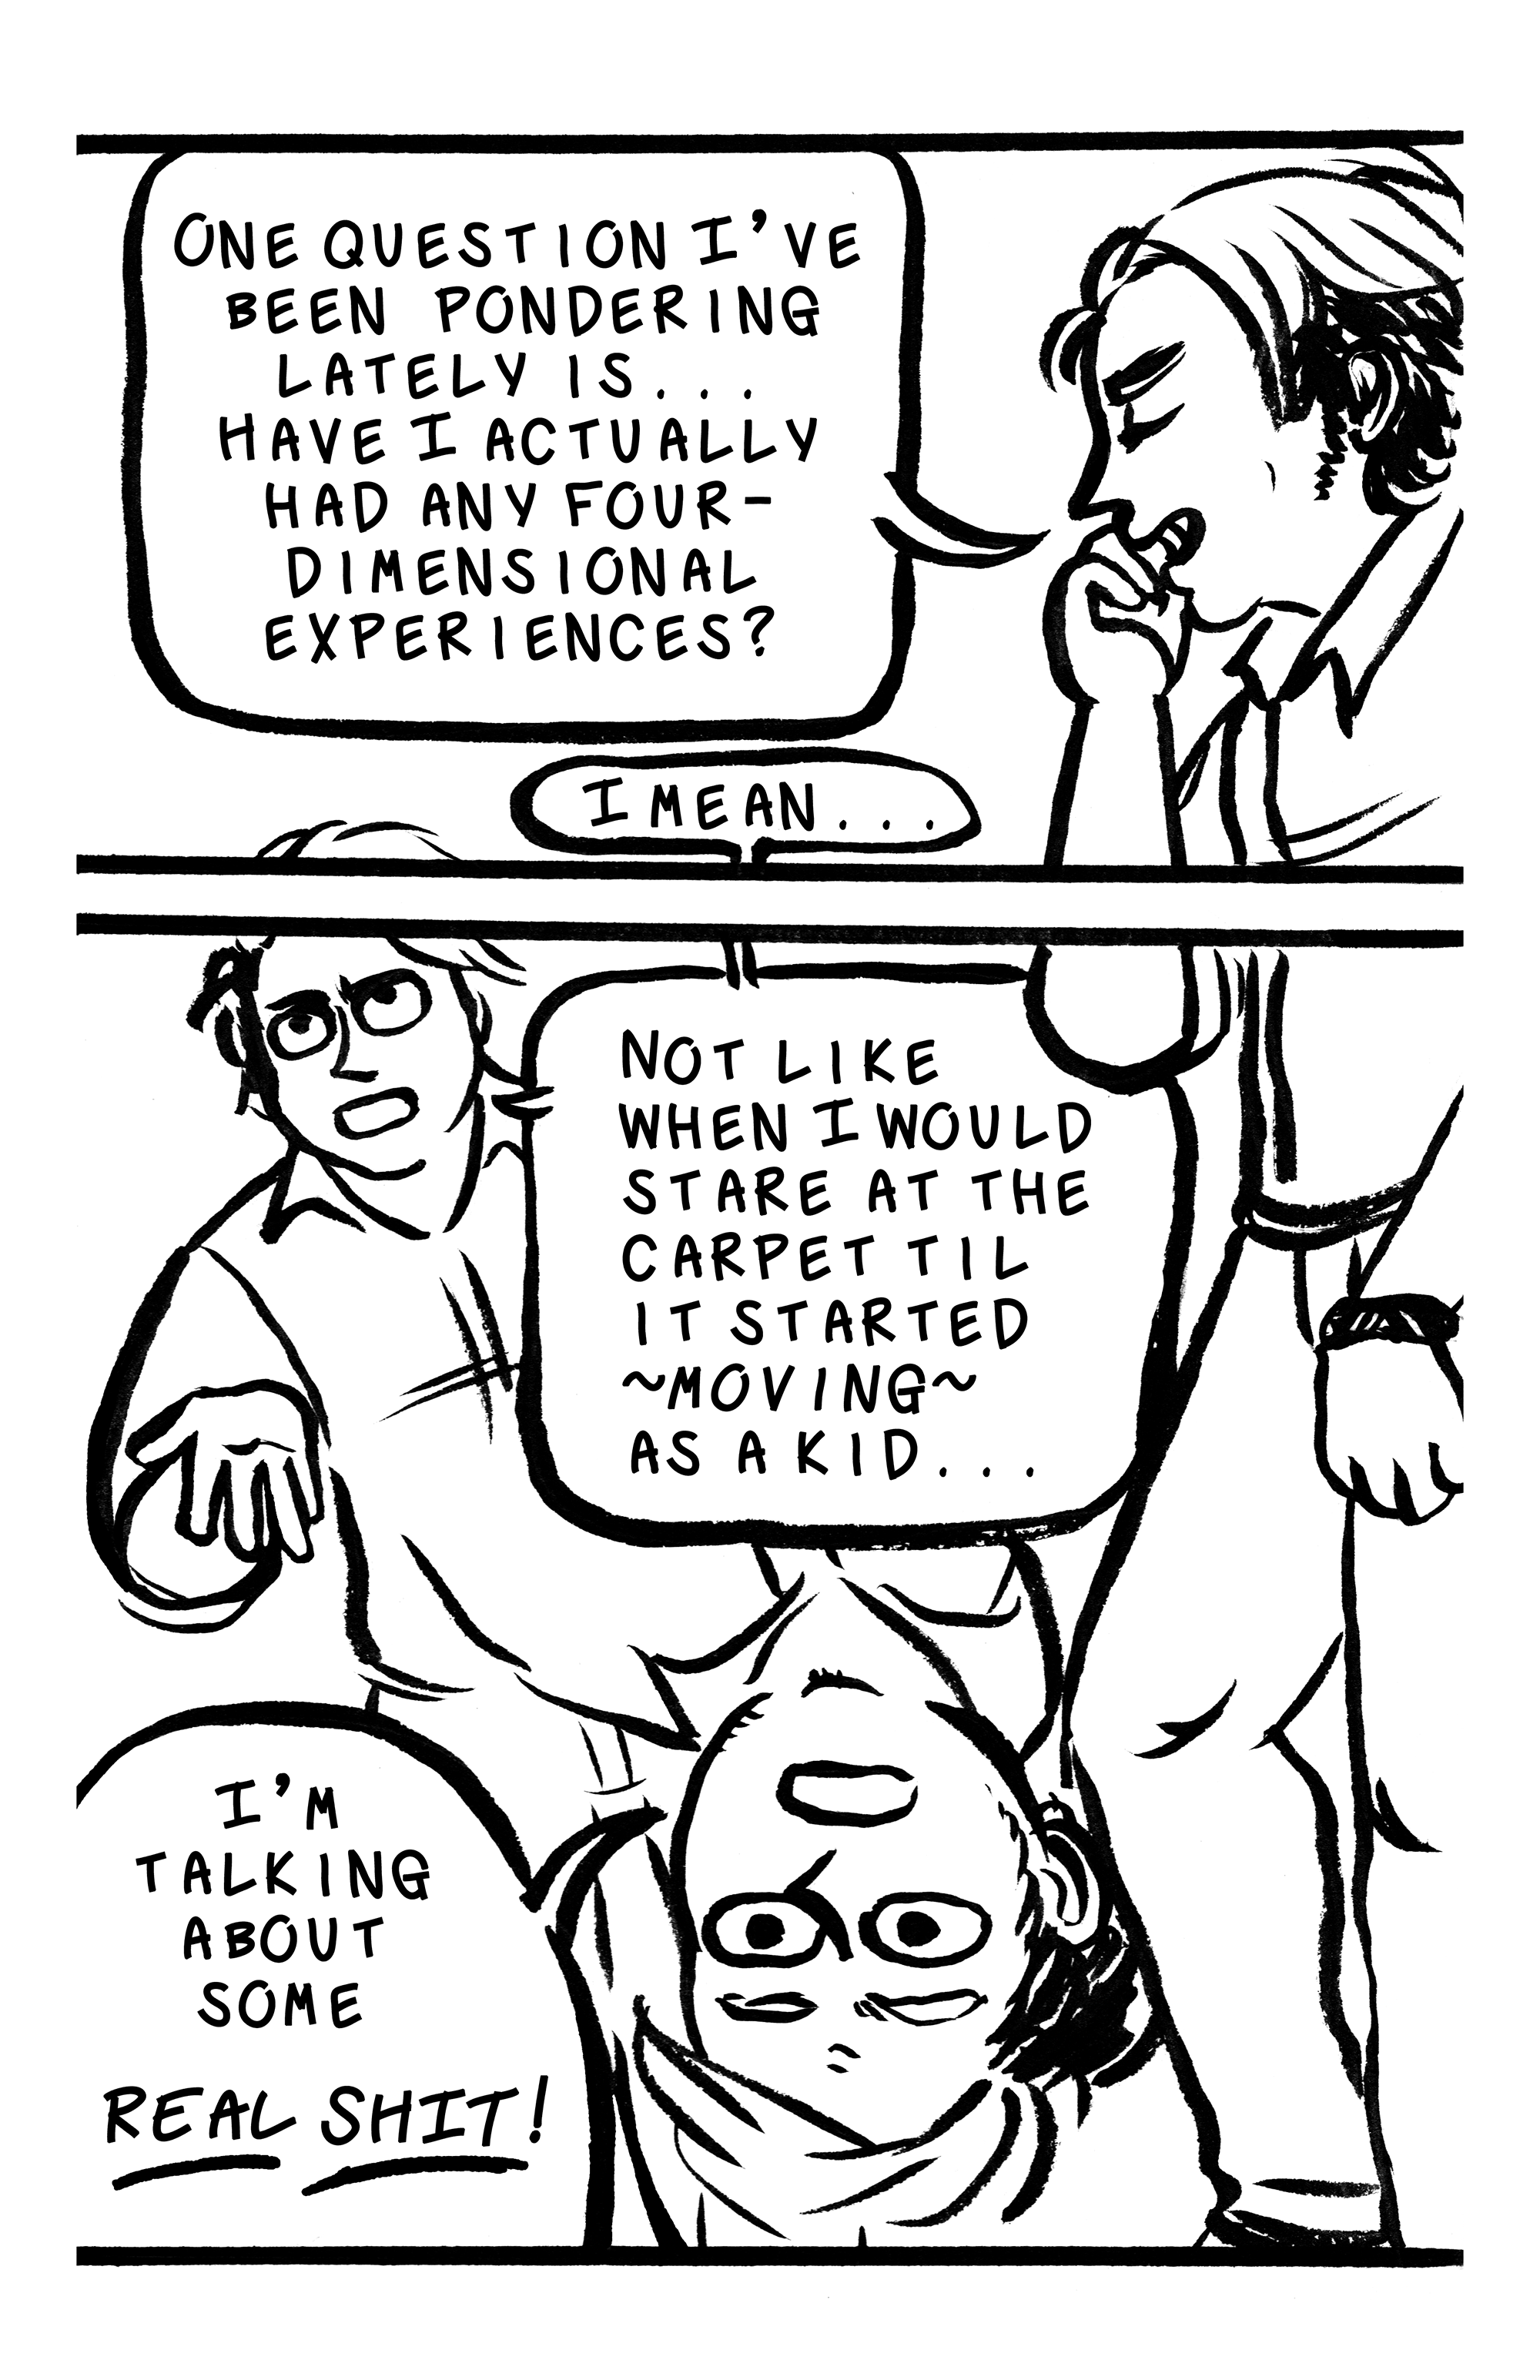 ONE QUESTION I'VE
BEEN PONDERING
LATELY IS...
HAVE I ACTUALLY
HAD ANY FOUR-
DIMENSIONAL
EXPERIENCES?
I MEAN...
NOT LIKE
WHEN I WOULD
STARE AT THE
CARPET TIL
IT STARTED
~MOVING~
AS A KID...
I'M
TALKING
ABOUT
SOME
REAL SHIT!